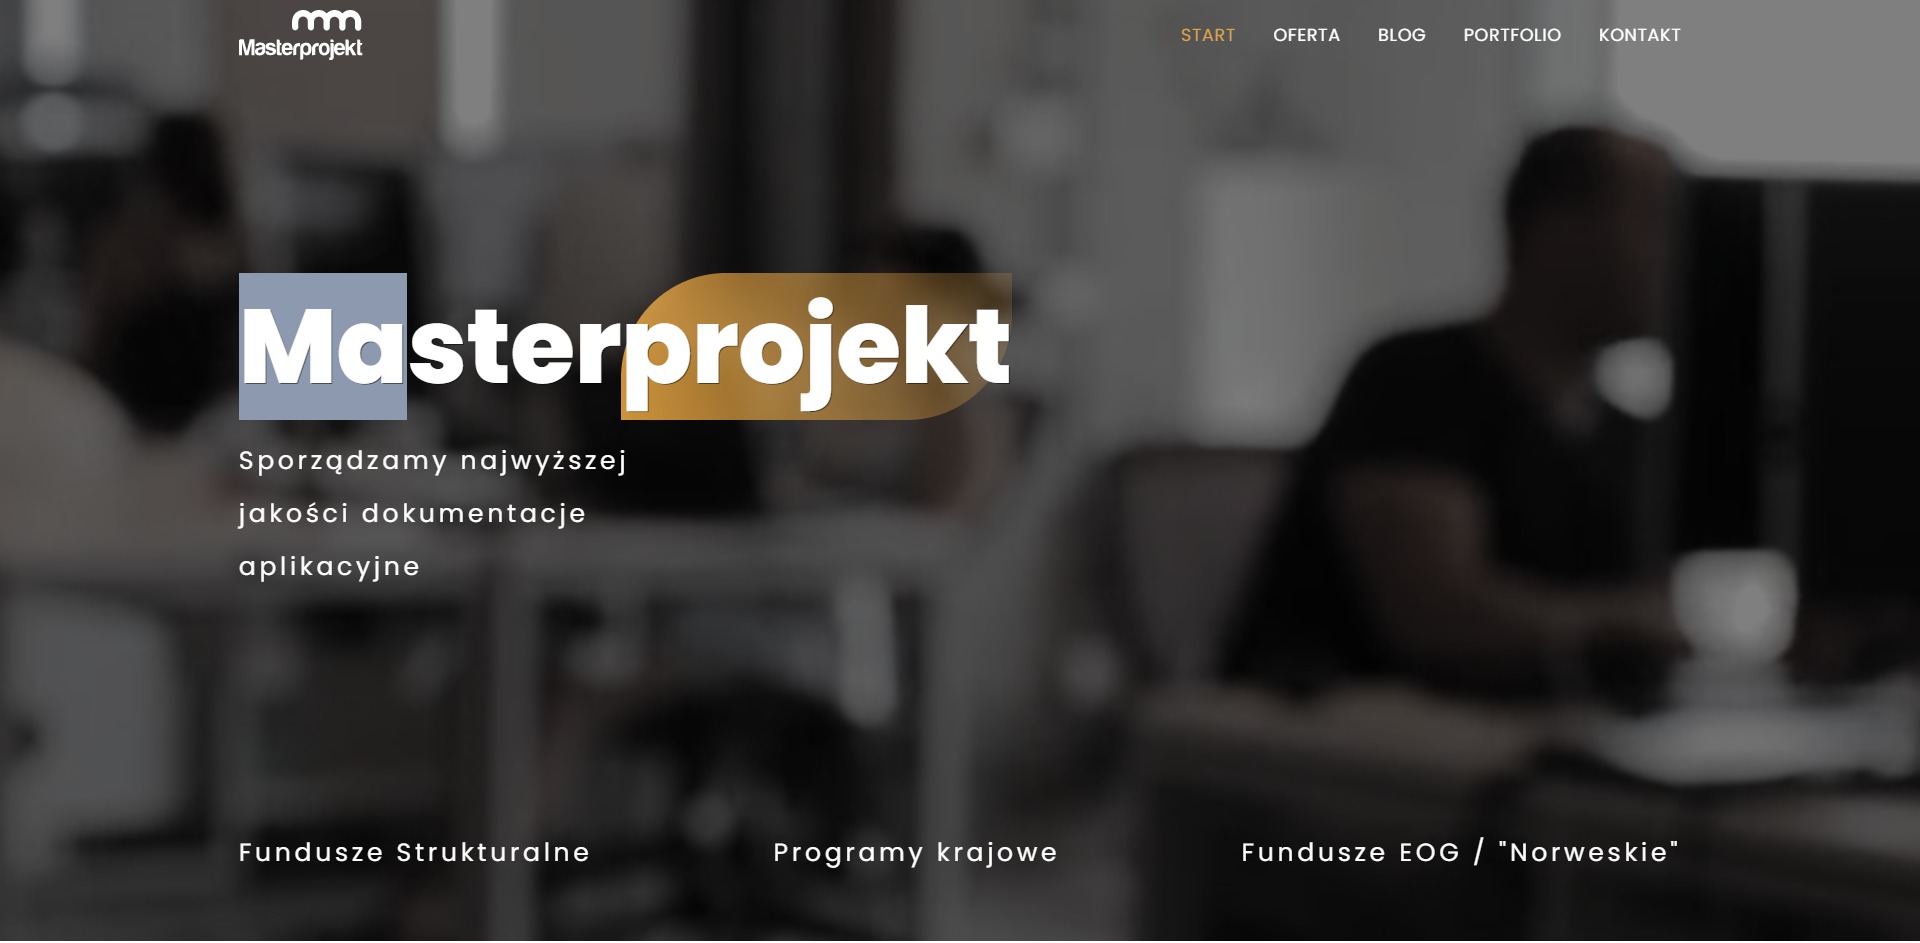 Masterprojekt
START OFERTA BLOG PORTFOLIO KONTAKT
Masterprojekt
Sporządzamy najwyższej
jakości dokumentacje
aplikacyjne
Fundusze Strukturalne Programy krajowe Fundusze EOG / "Norweskie"